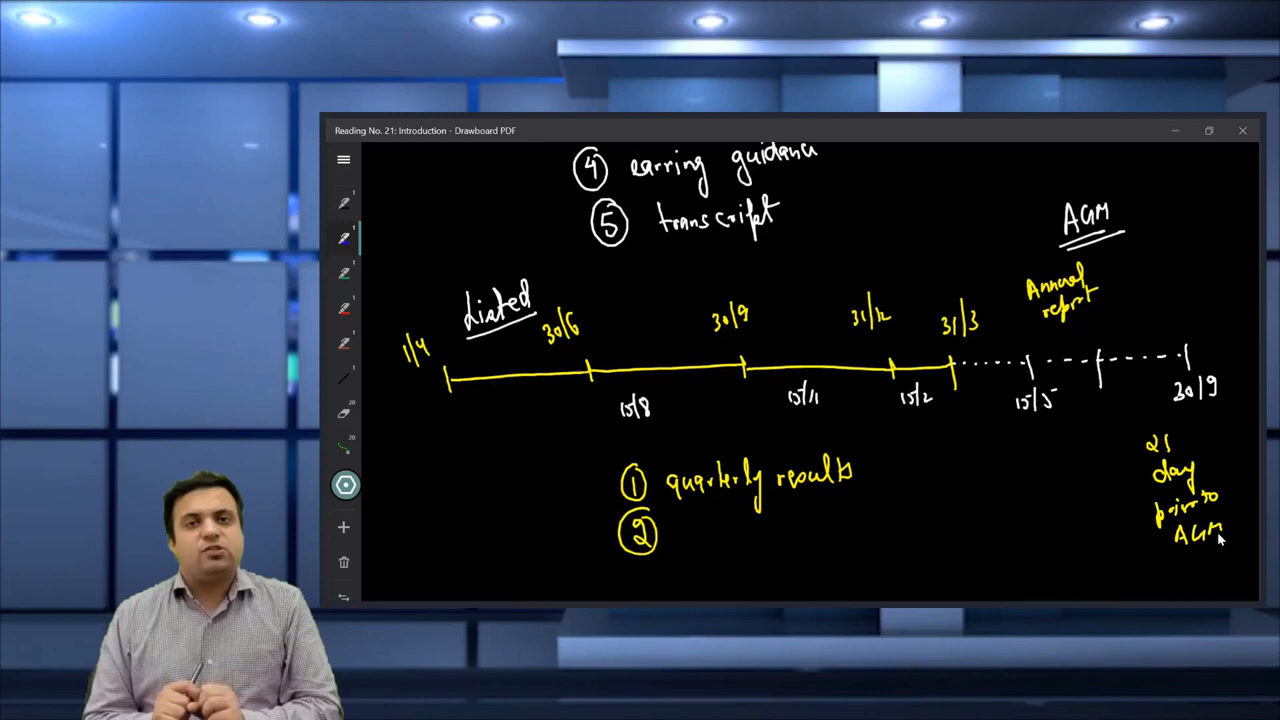 Reading No. 21: Introduction - Drawboard PDF
④ earring guidance
⑤ transcript
AGM
Annual
report
Listed
1/4
30/6
30/9
31/12
31/3
15/8
15/11
15/2
15/5
30/9
① quarterly results
②
21
day
prior to
AGM